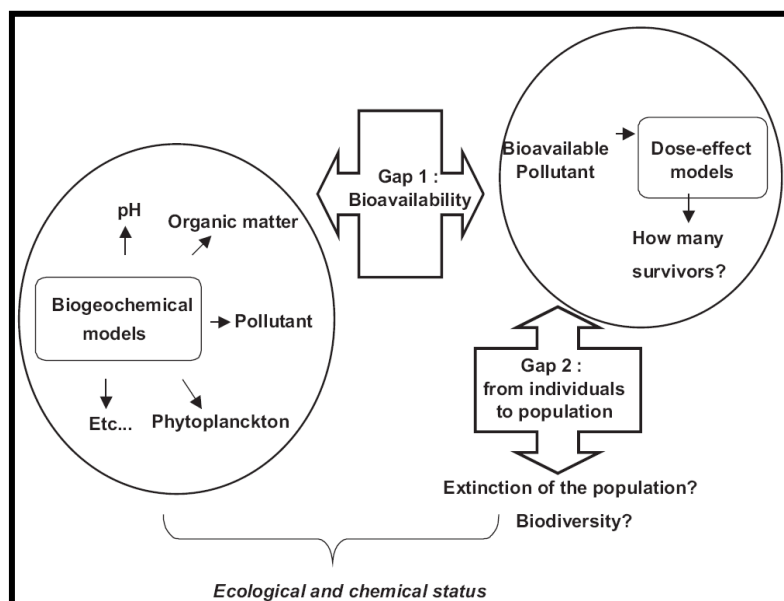 Gap 1 :
Bioavailability
Bioavailable
Pollutant
Dose-effect
models
How many
survivors?
pH
Organic matter
Biogeochemical
models
Pollutant
Etc...
Phytoplanckton
Gap 2 :
from individuals
to population
Extinction of the population?
Biodiversity?
Ecological and chemical status